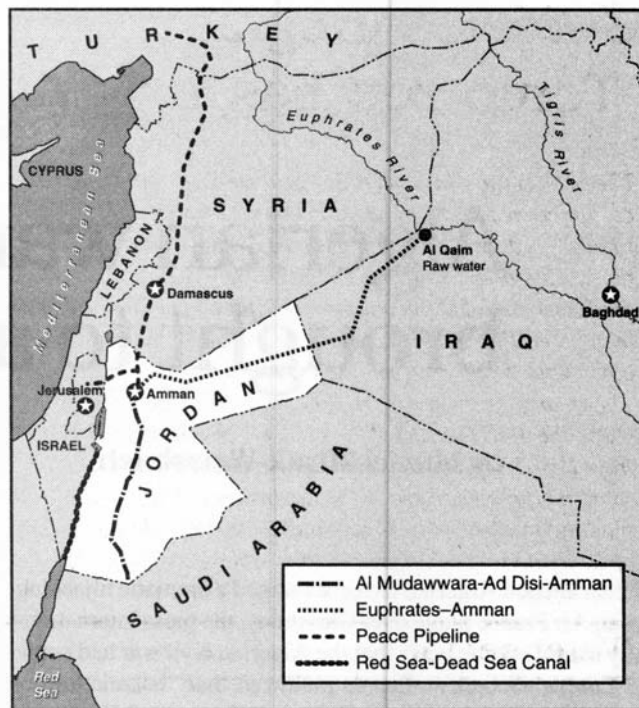 TURKEY
Euphrates River
Tigris River
CYPRUS
Mediterranean Sea
SYRIA
LEBANON
Al Qaim
Raw water
Damascus
Baghdad
IRAQ
Jerusalem
Amman
JORDAN
ISRAEL
SAUDI ARABIA
Al Mudawwara-Ad Disi-Amman
Euphrates–Amman
Peace Pipeline
Red Sea-Dead Sea Canal
Red
Sea